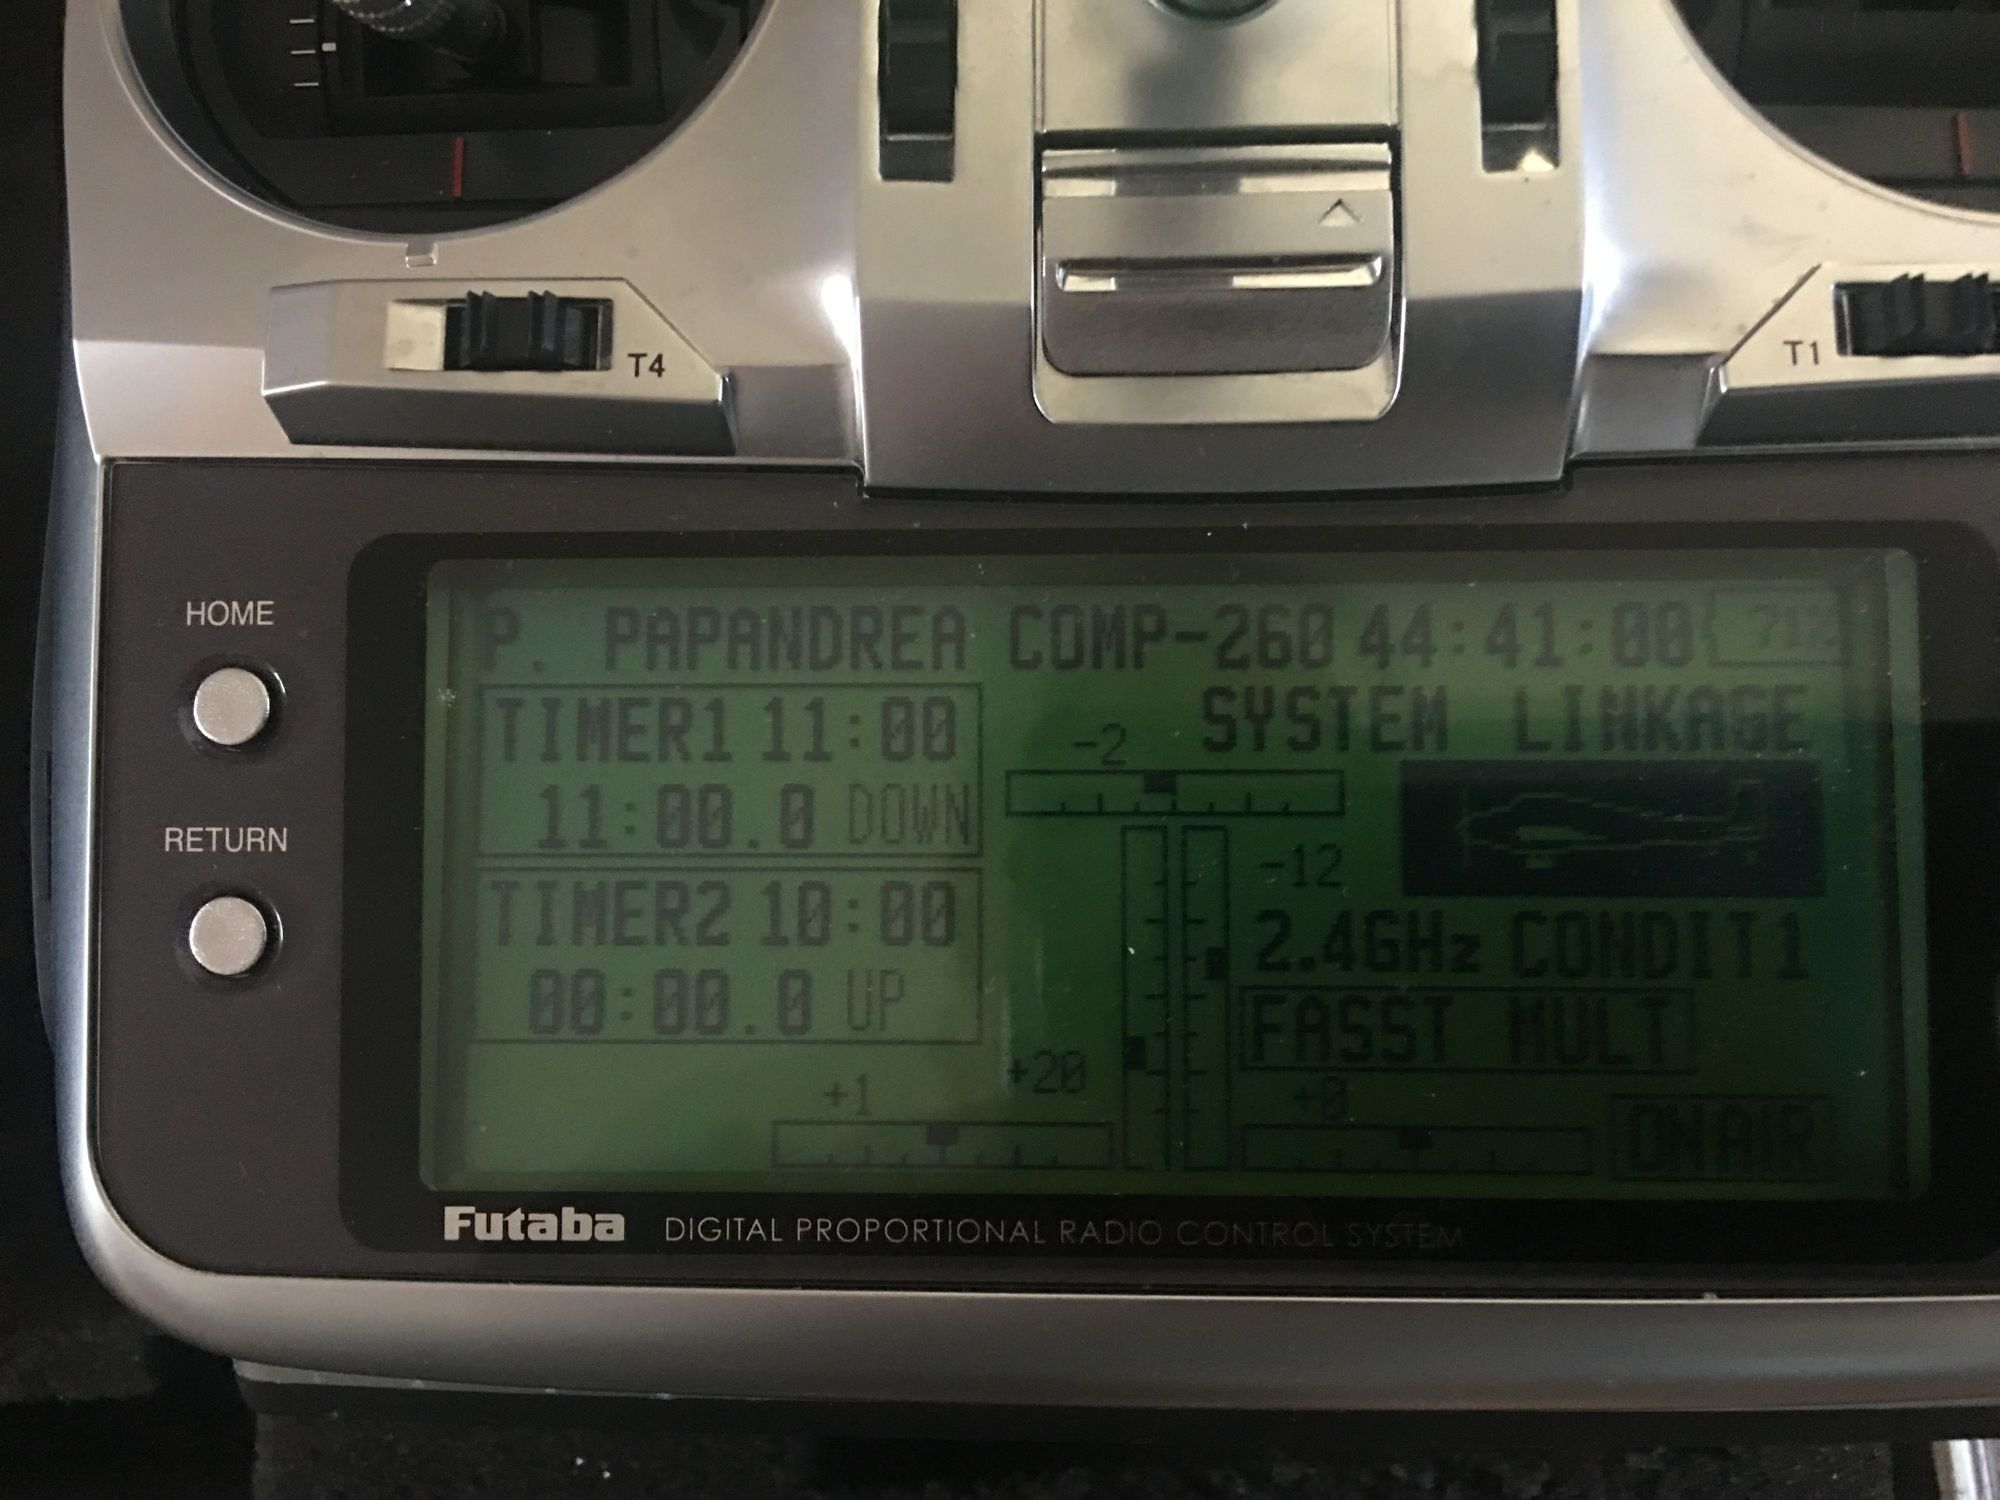 T4
T1
HOME
RETURN
P. PAPANDREA COMP-260 44:41:00
TIMER1 11:00
11:00.0 DOWN
TIMER2 10:00
00:00.0 UP
SYSTEM LINKAGE
-2
-12
2.4GHz CONDIT1
FASST MULT
+20
+1
+0
ON AIR
Futaba DIGITAL PROPORTIONAL RADIO CONTROL SYSTEM